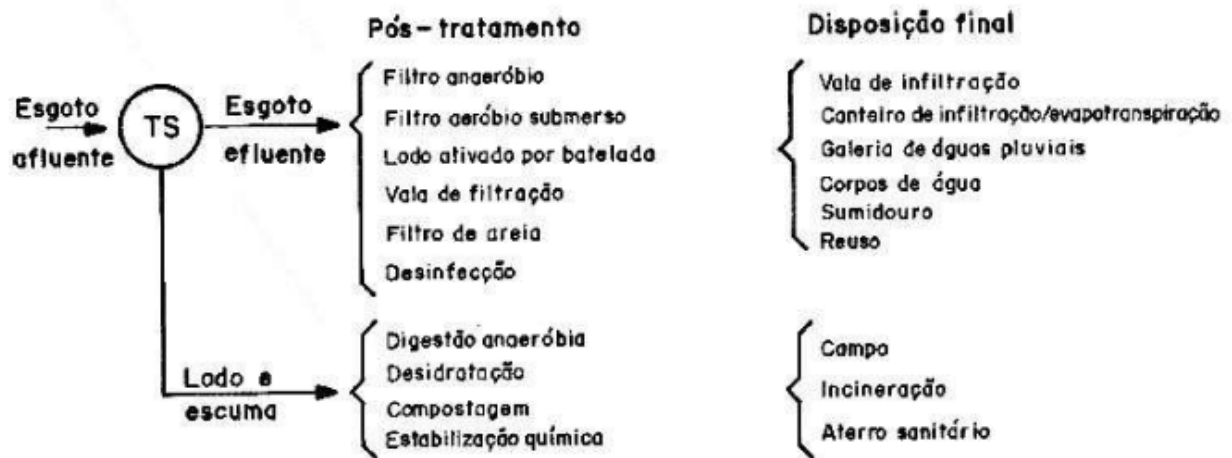 Pós-tratamento
Disposição final
Esgoto
afluente
TS
Esgoto
efluente
Filtro anaeróbio
Filtro aeróbio submerso
Lodo ativado por batelada
Vala de filtração
Filtro de areia
Desinfecção
Vala de infiltração
Canteiro de infiltração/evapotranspiração
Galeria de águas pluviais
Corpos de água
Sumidouro
Reuso
Lodo e
escuma
Digestão anaeróbia
Desidratação
Compostagem
Estabilização química
Campo
Incineração
Aterro sanitário